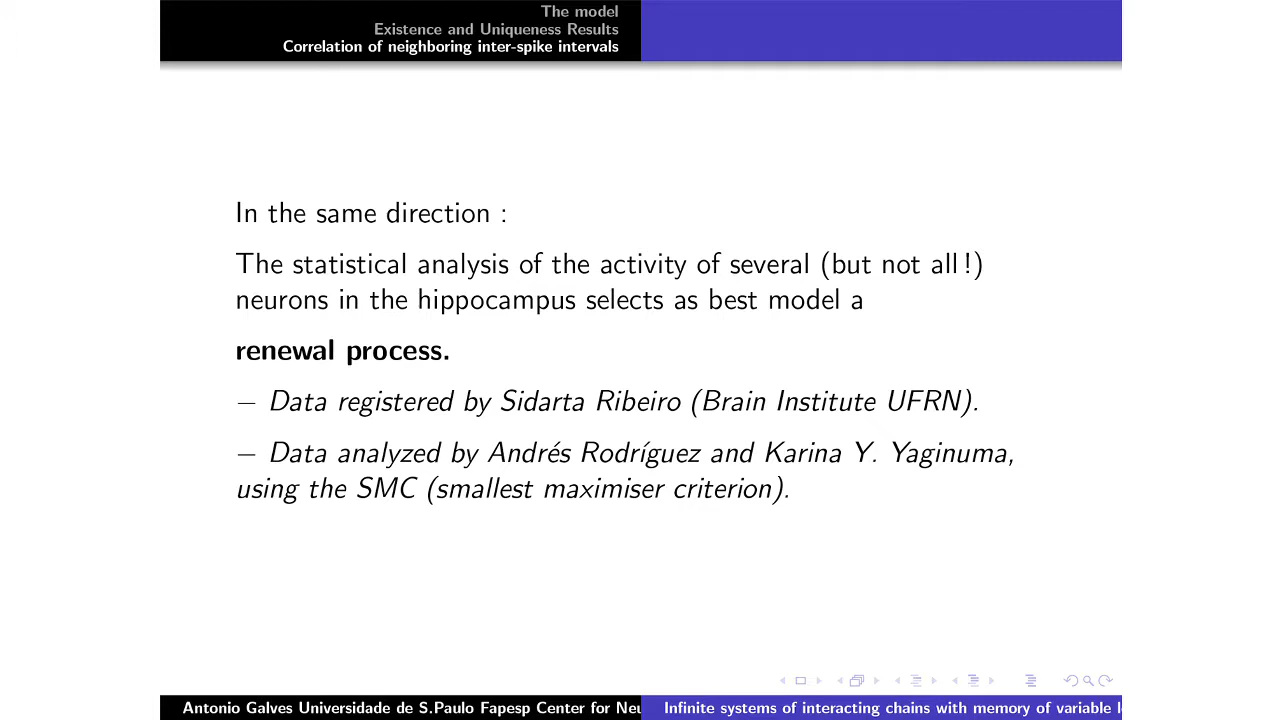 The model
Existence and Uniqueness Results
Correlation of neighboring inter-spike intervals
In the same direction :
The statistical analysis of the activity of several (but not all !)
neurons in the hippocampus selects as best model a
renewal process.
– Data registered by Sidarta Ribeiro (Brain Institute UFRN).
– Data analyzed by Andrés Rodríguez and Karina Y. Yaginuma,
using the SMC (smallest maximiser criterion).
Antonio Galves Universidade de S.Paulo Fapesp Center for Neu
Infinite systems of interacting chains with memory of variable